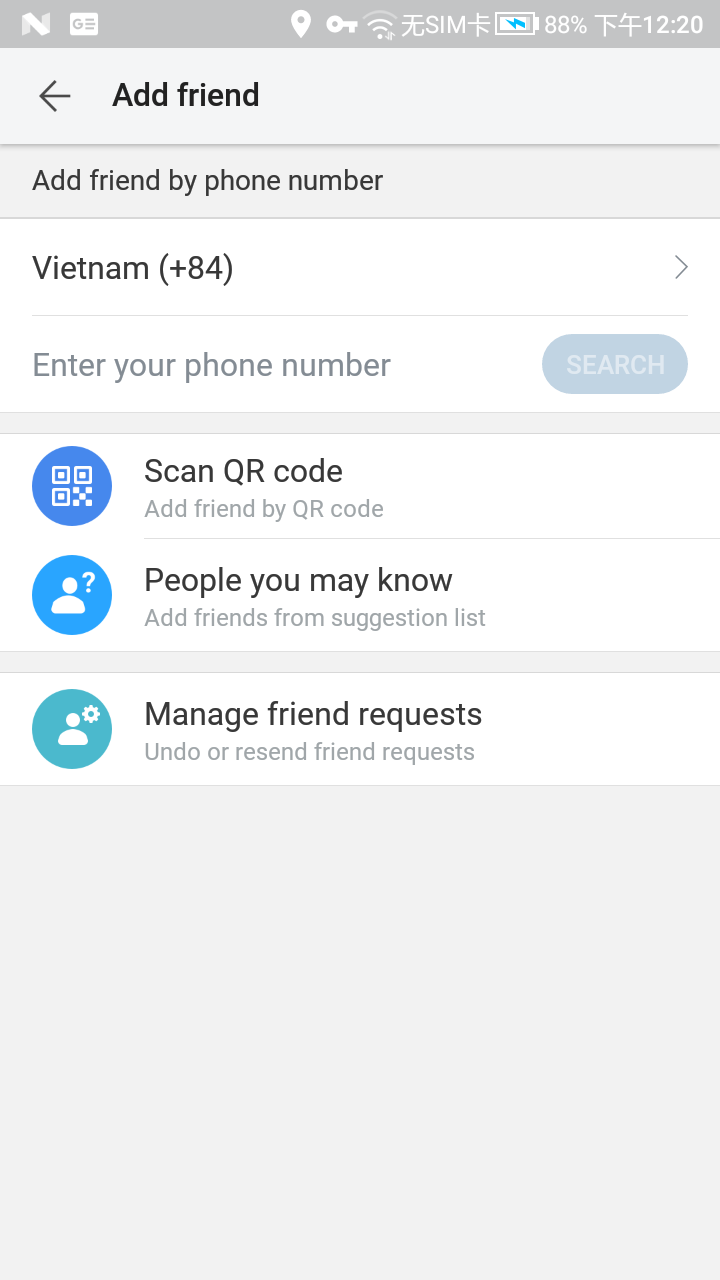 无SIM卡 88% 下午12:20
Add friend
Add friend by phone number
Vietnam (+84)
Enter your phone number SEARCH
Scan QR code
Add friend by QR code
People you may know
Add friends from suggestion list
Manage friend requests
Undo or resend friend requests